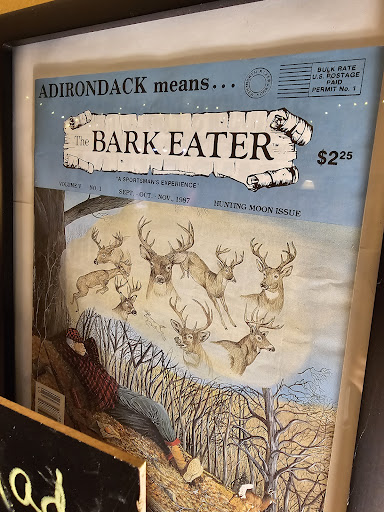 ADIRONDACK means...
BULK RATE
U.S. POSTAGE
PAID
PERMIT No. 1
The BARK EATER
$2.25
"A SPORTSMAN'S EXPERIENCE"
VOLUME V NO. 3 SEPT. - OCT. - NOV., 1987 HUNTING MOON ISSUE